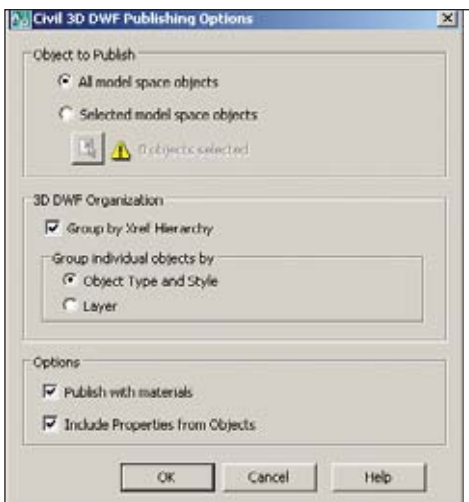 Civil 3D DWF Publishing Options
Object to Publish
All model space objects
Selected model space objects
0 objects selected
3D DWF Organization
Group by Xref Hierarchy
Group individual objects by
Object Type and Style
Layer
Options
Publish with materials
Include Properties from Objects
OK Cancel Help